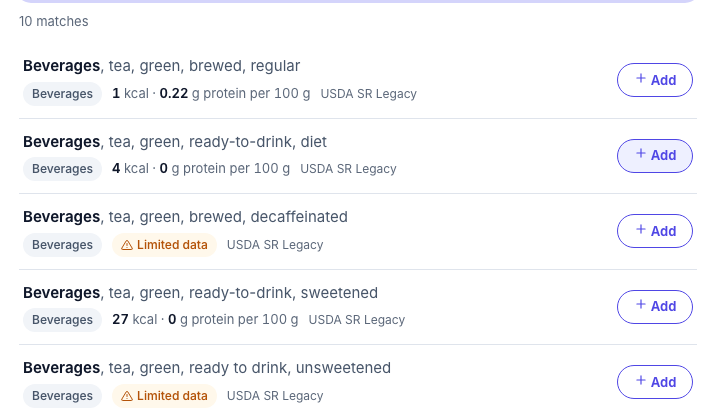 10 matches
Beverages, tea, green, brewed, regular
Beverages 1 kcal · 0.22 g protein per 100 g USDA SR Legacy
+ Add
Beverages, tea, green, ready-to-drink, diet
Beverages 4 kcal · 0 g protein per 100 g USDA SR Legacy
+ Add
Beverages, tea, green, brewed, decaffeinated
Beverages Limited data USDA SR Legacy
+ Add
Beverages, tea, green, ready-to-drink, sweetened
Beverages 27 kcal · 0 g protein per 100 g USDA SR Legacy
+ Add
Beverages, tea, green, ready to drink, unsweetened
Beverages Limited data USDA SR Legacy
+ Add